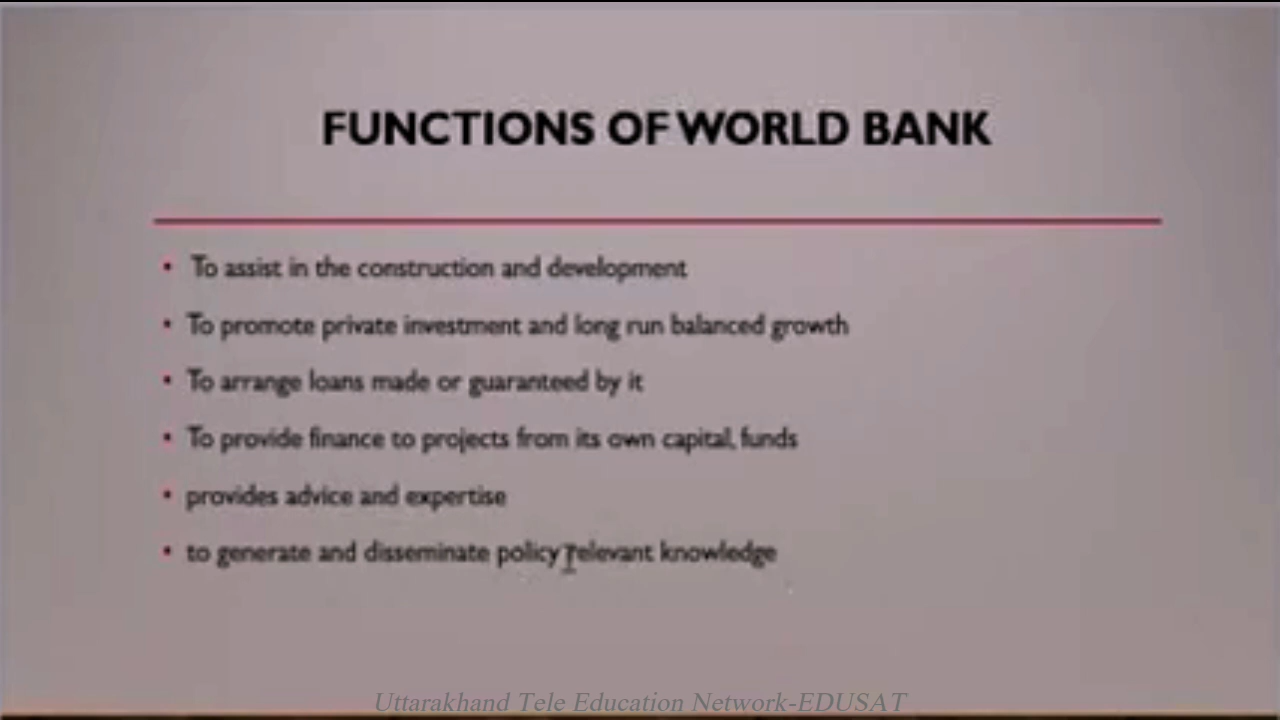 FUNCTIONS OF WORLD BANK
• To assist in the construction and development
• To promote private investment and long run balanced growth
• To arrange loans made or guaranteed by it
• To provide finance to projects from its own capital, funds
• provides advice and expertise
• to generate and disseminate policy relevant knowledge
Uttarakhand Tele Education Network-EDUSAT